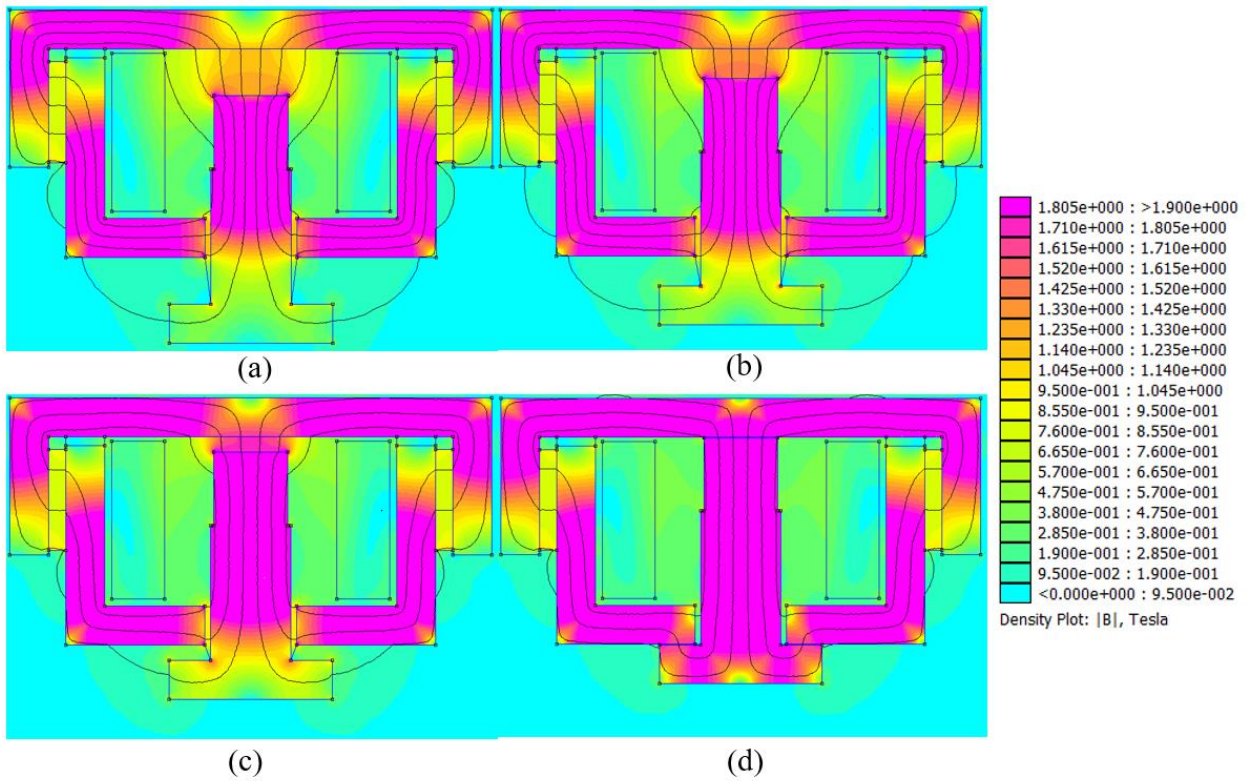 (a)
(b)
(c)
(d)
1.805e+000 : >1.900e+000
1.710e+000 : 1.805e+000
1.615e+000 : 1.710e+000
1.520e+000 : 1.615e+000
1.425e+000 : 1.520e+000
1.330e+000 : 1.425e+000
1.235e+000 : 1.330e+000
1.140e+000 : 1.235e+000
1.045e+000 : 1.140e+000
9.500e-001 : 1.045e+000
8.550e-001 : 9.500e-001
7.600e-001 : 8.550e-001
6.650e-001 : 7.600e-001
5.700e-001 : 6.650e-001
4.750e-001 : 5.700e-001
3.800e-001 : 4.750e-001
2.850e-001 : 3.800e-001
1.900e-001 : 2.850e-001
9.500e-002 : 1.900e-001
<0.000e+000 : 9.500e-002
Density Plot: |B|, Tesla